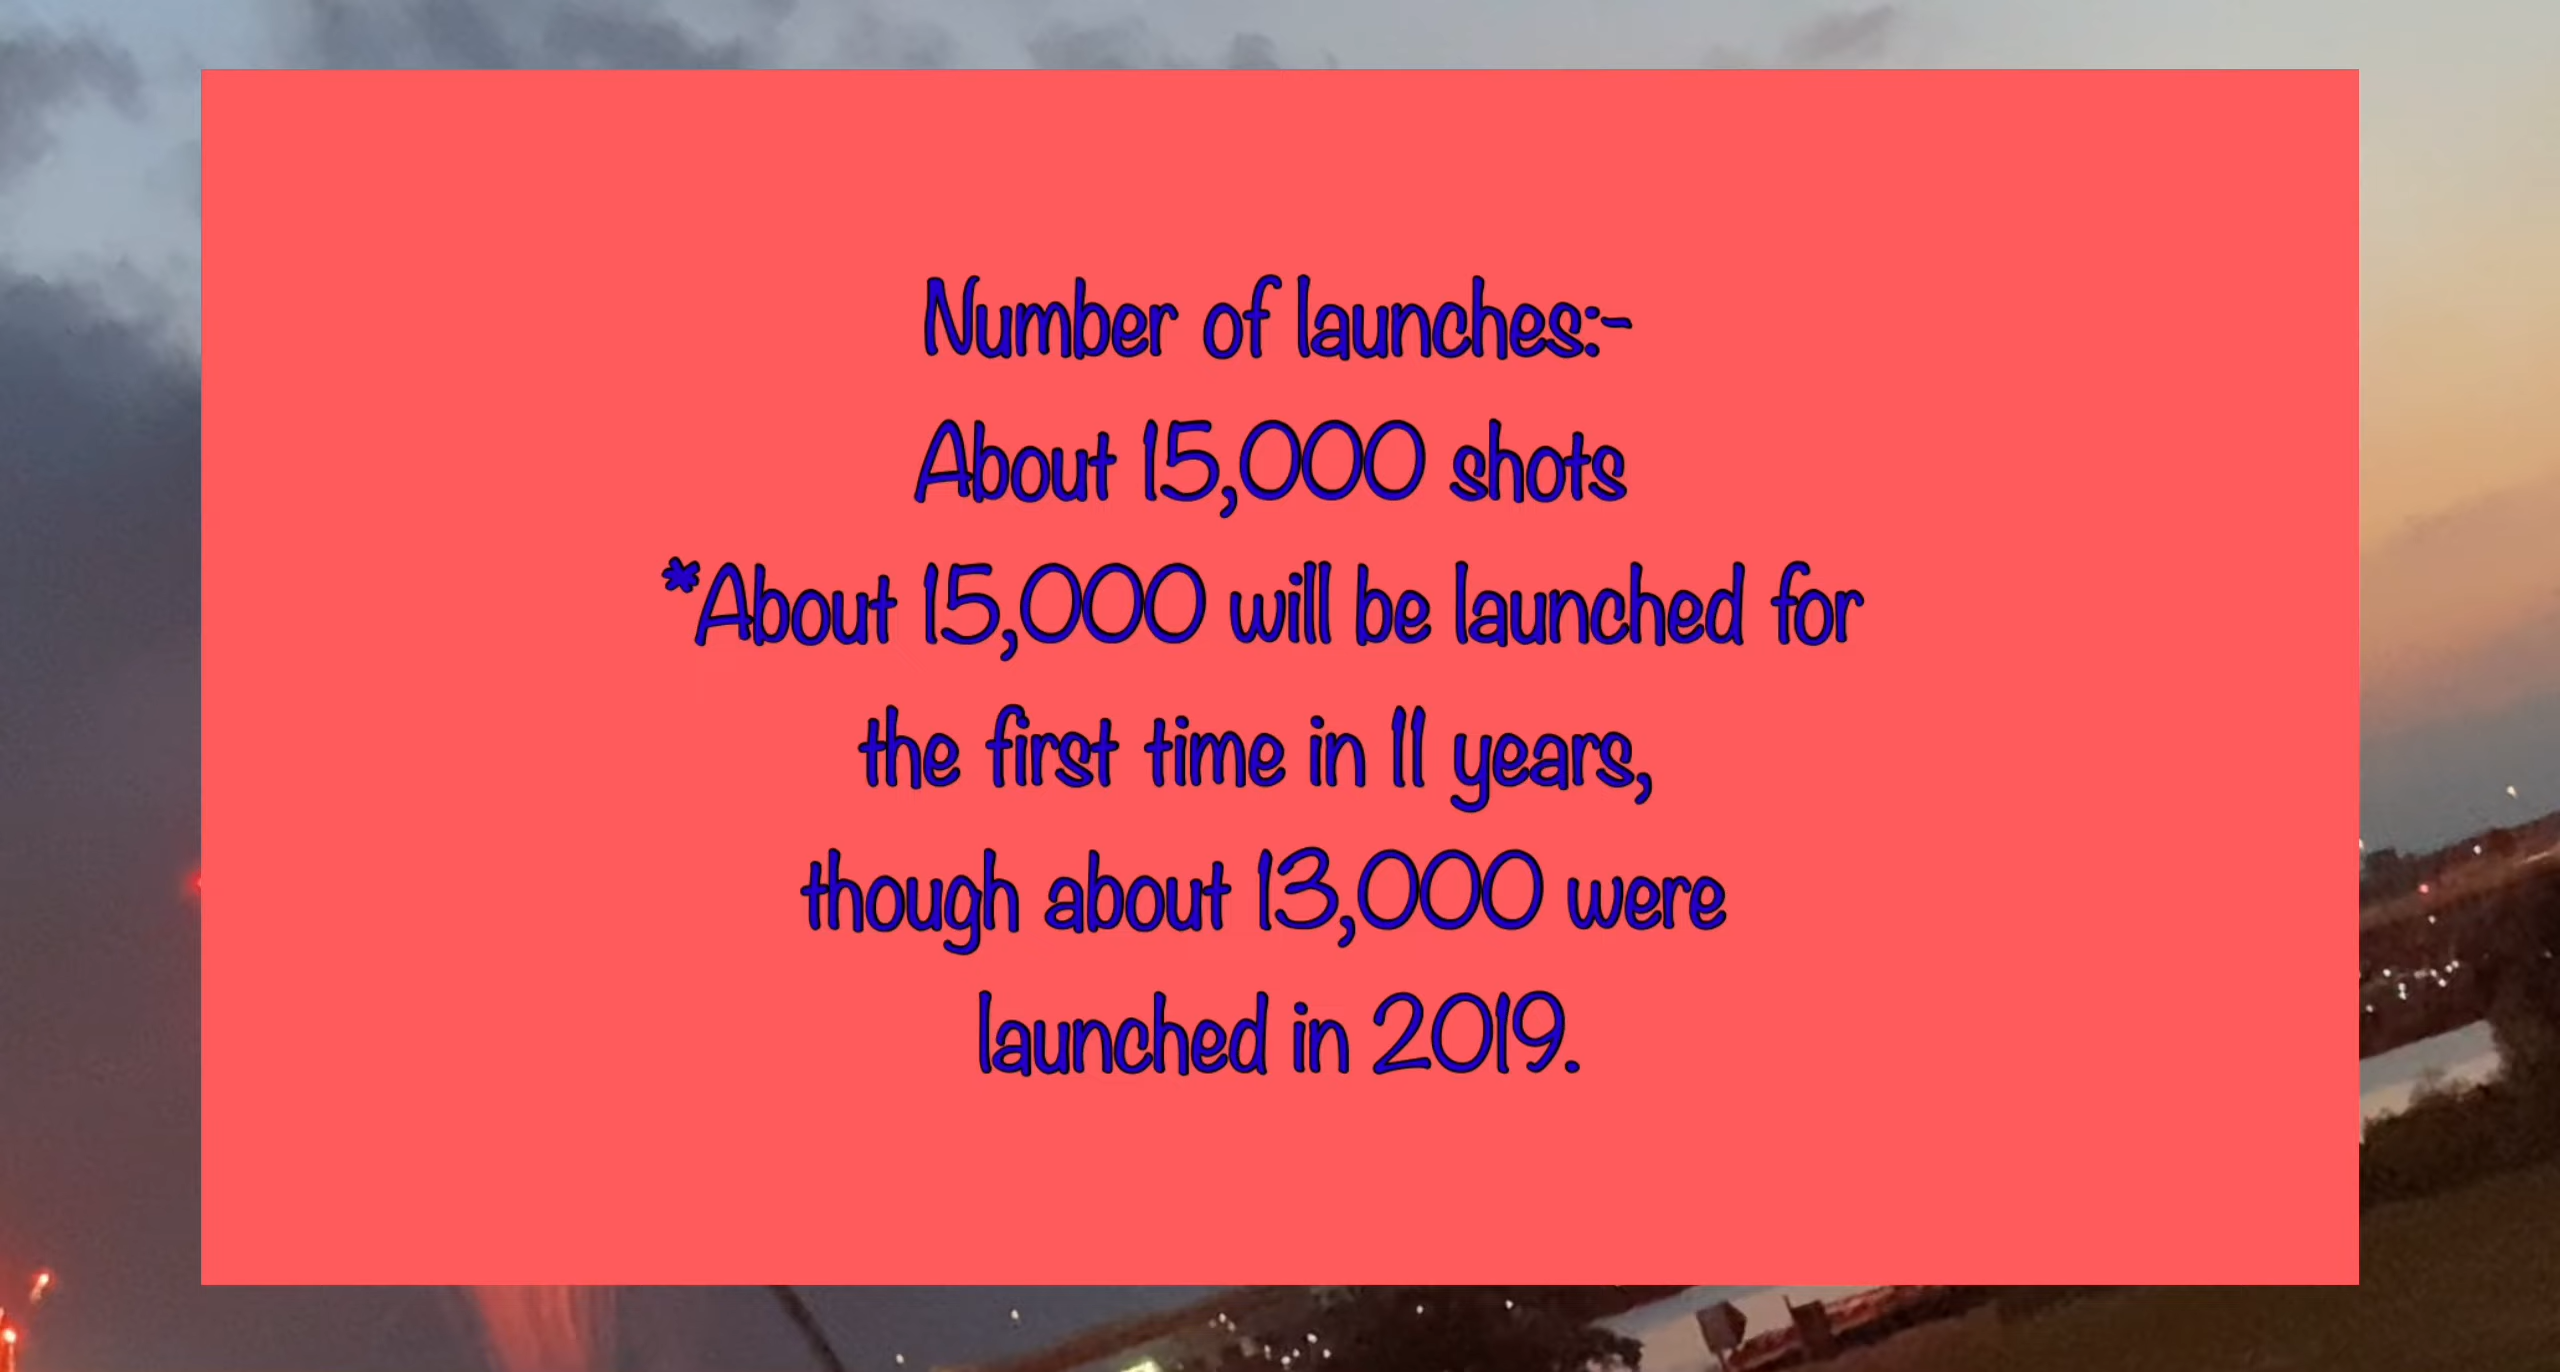 Number of launches:-
About 15,000 shots
*About 15,000 will be launched for
the first time in 11 years,
though about 13,000 were
launched in 2019.